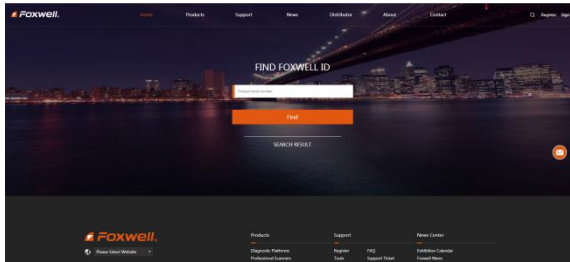 Foxwell.
Home Products Support News Distributor About Contact Register Sign
FIND FOXWELL ID
Product serial number
Find
SEARCH RESULT
Foxwell.
Please Select Website
Products Support News Center
Diagnostic Platforms Register FAQ Exhibition Calendar
Professional Scanners Tools Support Ticket Foxwell News